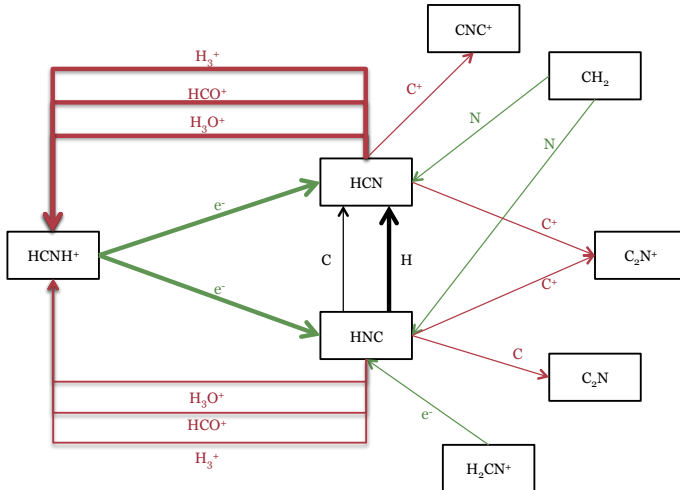 CNC⁺
H₃⁺
CH₂
C⁺
HCO⁺
H₃O⁺
N
N
HCN
e⁻
C⁺
HCNH⁺
C
H
C₂N⁺
C⁺
e⁻
HNC
C
C₂N
H₃O⁺
e⁻
HCO⁺
H₃⁺
H₂CN⁺